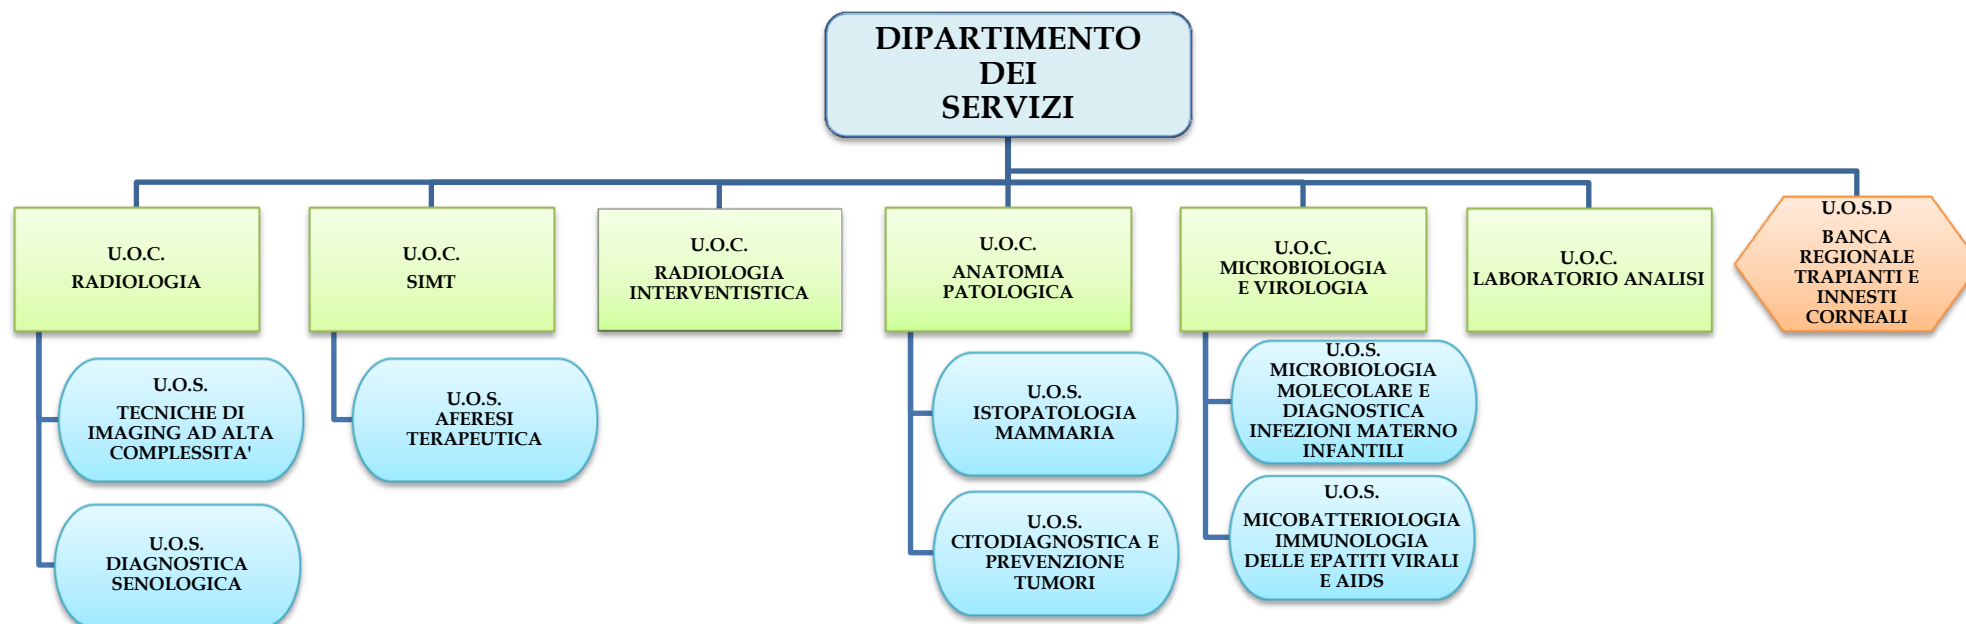 DIPARTIMENTO
DEI
SERVIZI
U.O.C.
RADIOLOGIA
U.O.C.
SIMT
U.O.C.
RADIOLOGIA
INTERVENTISTICA
U.O.C.
ANATOMIA
PATOLOGICA
U.O.C.
MICROBIOLOGIA
E VIROLOGIA
U.O.C.
LABORATORIO ANALISI
U.O.S.D
BANCA
REGIONALE
TRAPIANTI E
INNESTI
CORNEALI
U.O.S.
TECNICHE DI
IMAGING AD ALTA
COMPLESSITA'
U.O.S.
AFERESI
TERAPEUTICA
U.O.S.
ISTOPATOLOGIA
MAMMARIA
U.O.S.
MICROBIOLOGIA
MOLECOLARE E
DIAGNOSTICA
INFEZIONI MATERNO
INFANTILI
U.O.S.
DIAGNOSTICA
SENOLOGICA
U.O.S.
CITODIAGNOSTICA E
PREVENZIONE
TUMORI
U.O.S.
MICOBATTERIOLOGIA
IMMUNOLOGIA
DELLE EPATITI VIRALI
E AIDS